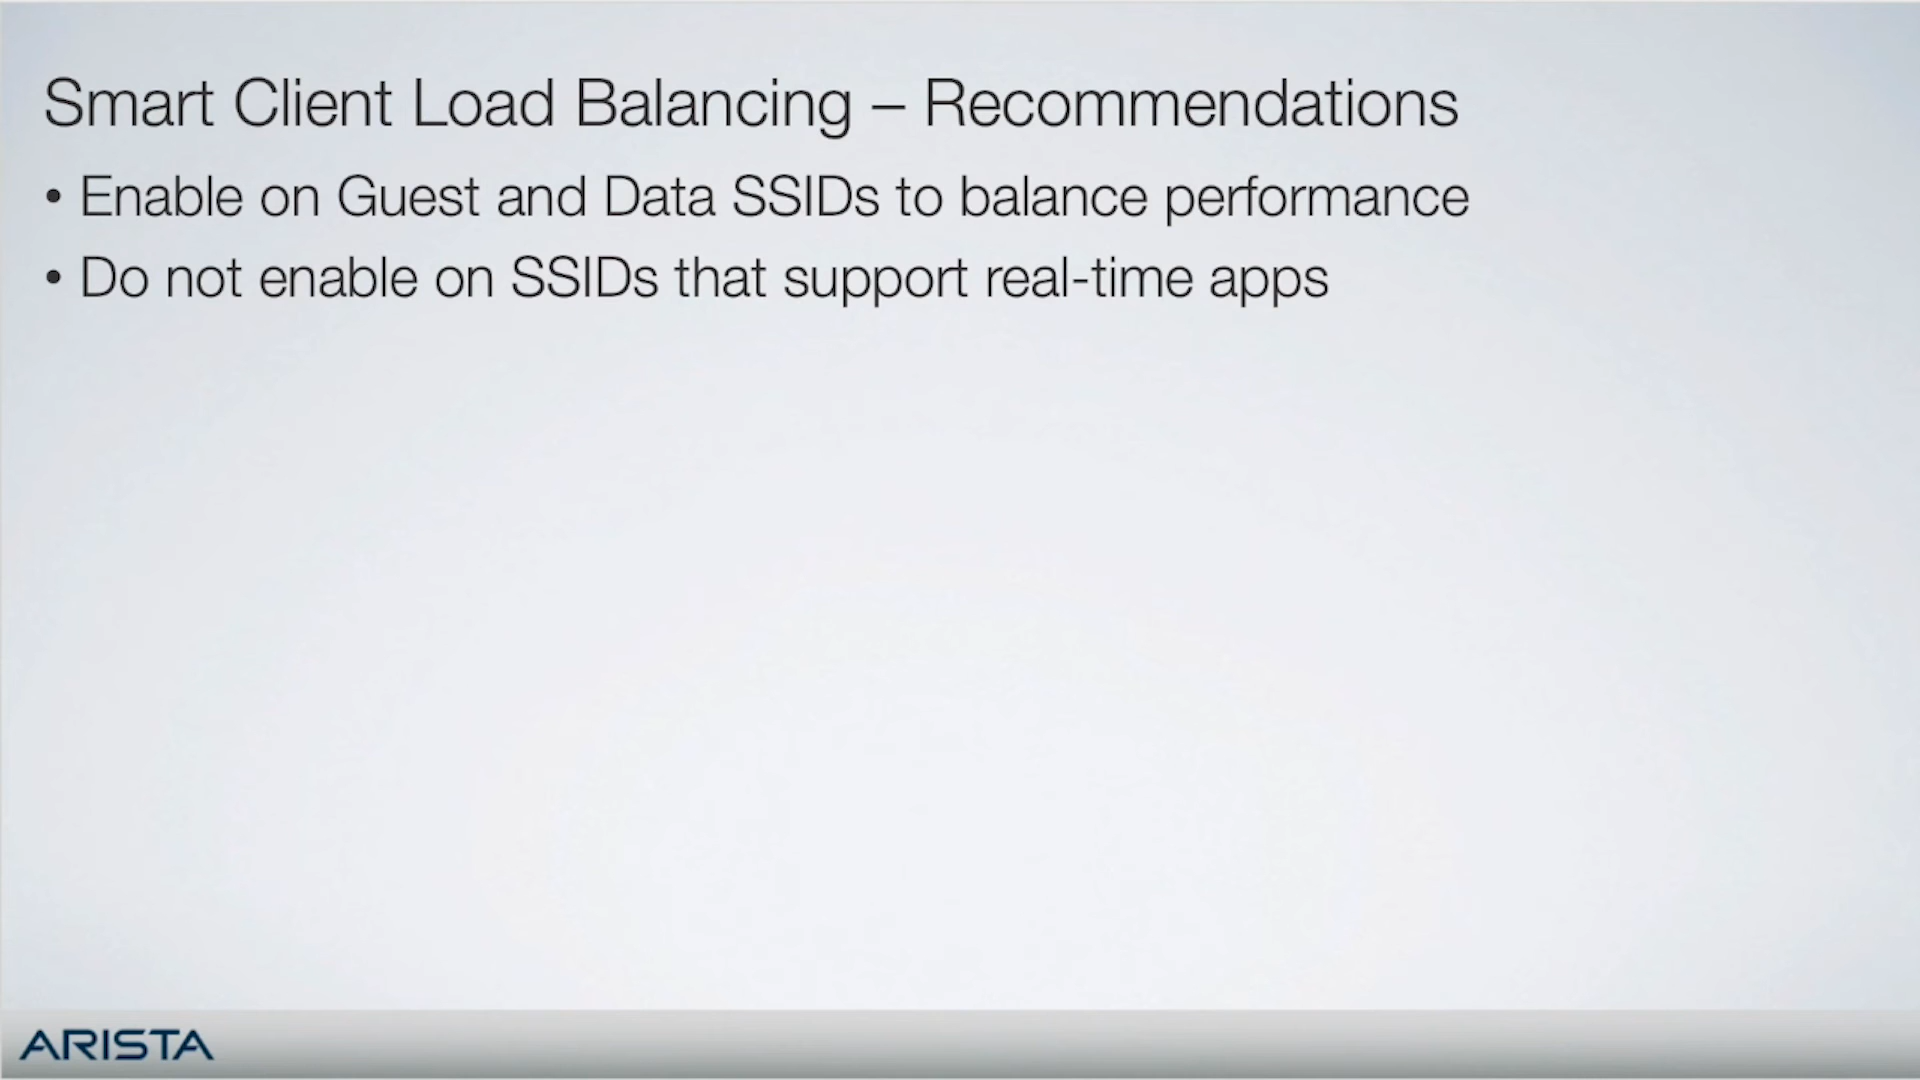 Smart Client Load Balancing – Recommendations
• Enable on Guest and Data SSIDs to balance performance
• Do not enable on SSIDs that support real-time apps
ARISTA